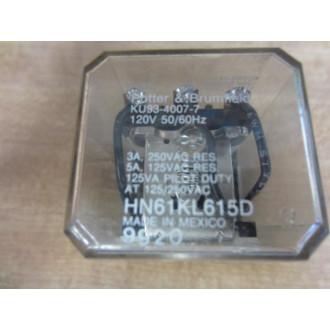 Potter & Brumfield
KU93-4007-7
120V 50/60Hz
3A, 250VAC RES
5A, 125VAC RES
125VA PILOT DUTY
AT 125/250VAC
HN61KL615D
MADE IN MEXICO
9920